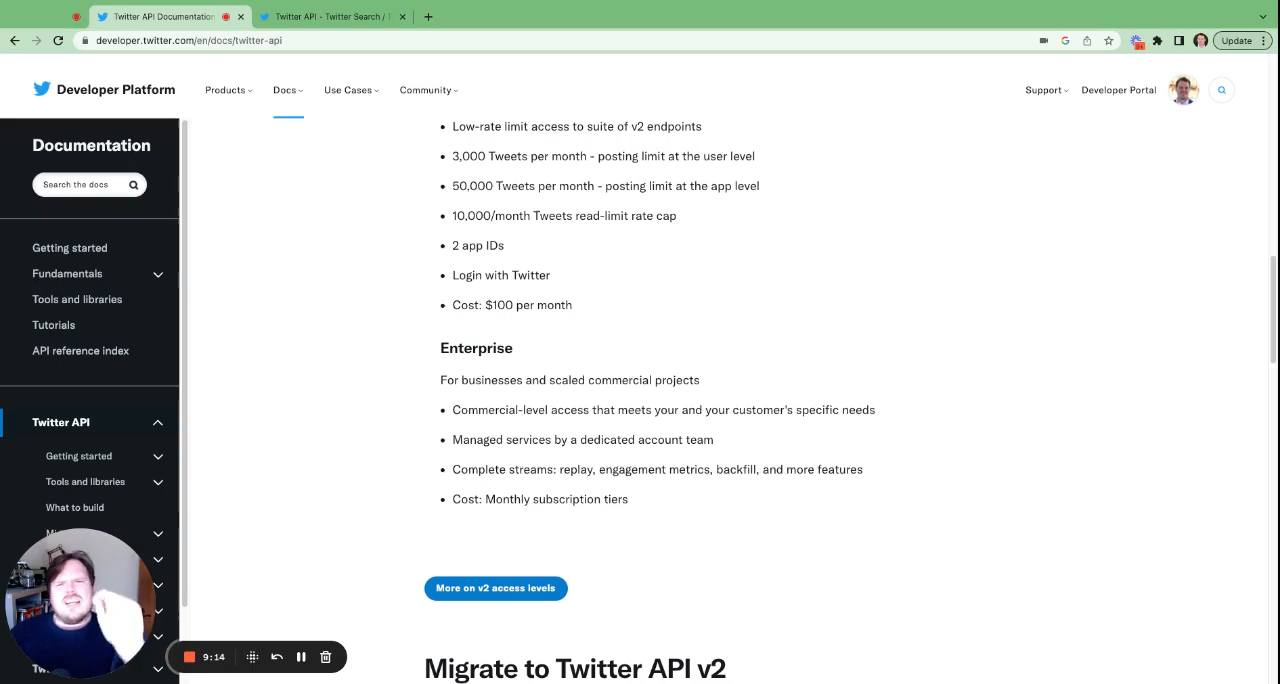 Twitter API Documentation
Twitter API - Twitter Search / T
developer.twitter.com/en/docs/twitter-api
Update
Developer Platform
Products
Docs
Use Cases
Community
Support
Developer Portal
Documentation
Search the docs
Getting started
Fundamentals
Tools and libraries
Tutorials
API reference index
Twitter API
Getting started
Tools and libraries
What to build
• Low-rate limit access to suite of v2 endpoints
• 3,000 Tweets per month - posting limit at the user level
• 50,000 Tweets per month - posting limit at the app level
• 10,000/month Tweets read-limit rate cap
• 2 app IDs
• Login with Twitter
• Cost: $100 per month
Enterprise
For businesses and scaled commercial projects
• Commercial-level access that meets your and your customer's specific needs
• Managed services by a dedicated account team
• Complete streams: replay, engagement metrics, backfill, and more features
• Cost: Monthly subscription tiers
More on v2 access levels
Migrate to Twitter API v2
9:14